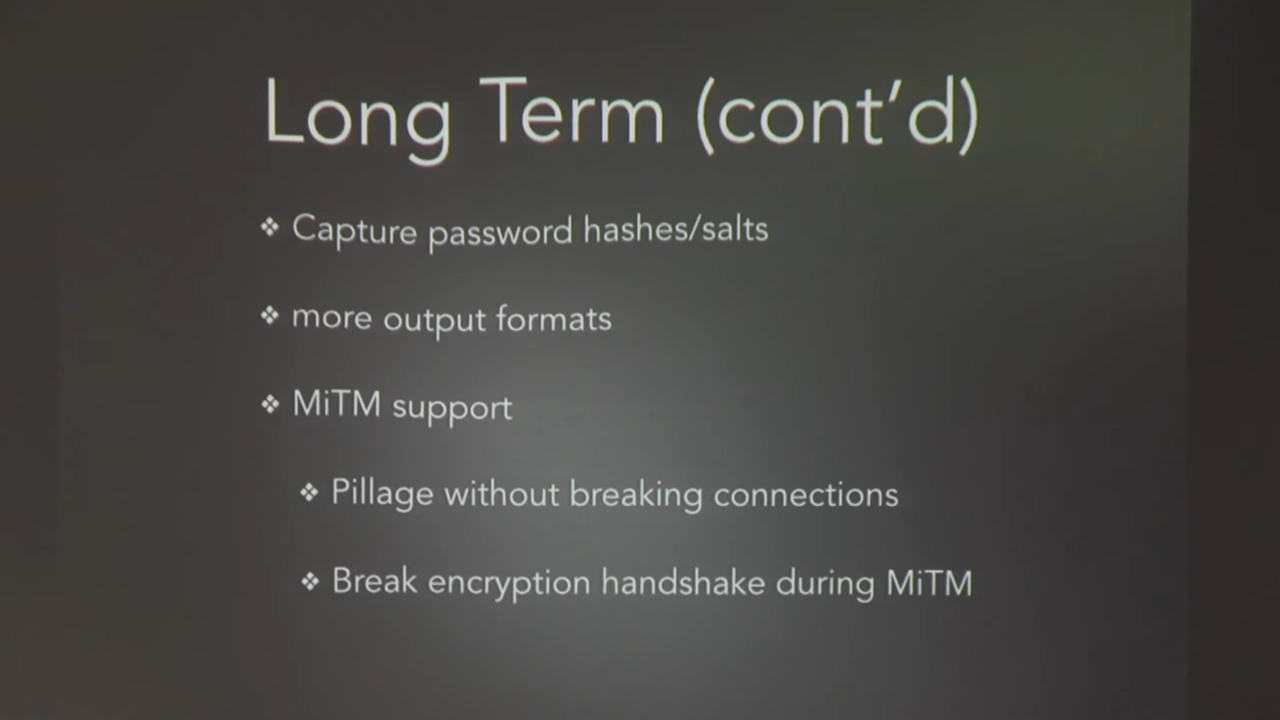 Long Term (cont'd)
❖ Capture password hashes/salts
❖ more output formats
❖ MiTM support
❖ Pillage without breaking connections
❖ Break encryption handshake during MiTM